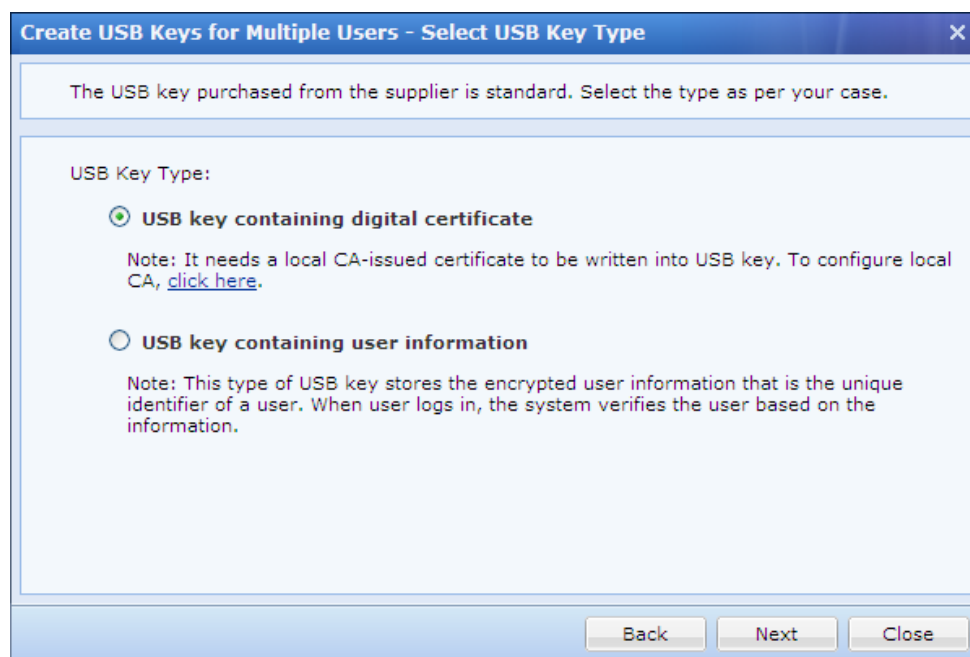 Create USB Keys for Multiple Users - Select USB Key Type
The USB key purchased from the supplier is standard. Select the type as per your case.
USB Key Type:
USB key containing digital certificate
Note: It needs a local CA-issued certificate to be written into USB key. To configure local
CA, click here.
USB key containing user information
Note: This type of USB key stores the encrypted user information that is the unique
identifier of a user. When user logs in, the system verifies the user based on the
information.
Back Next Close